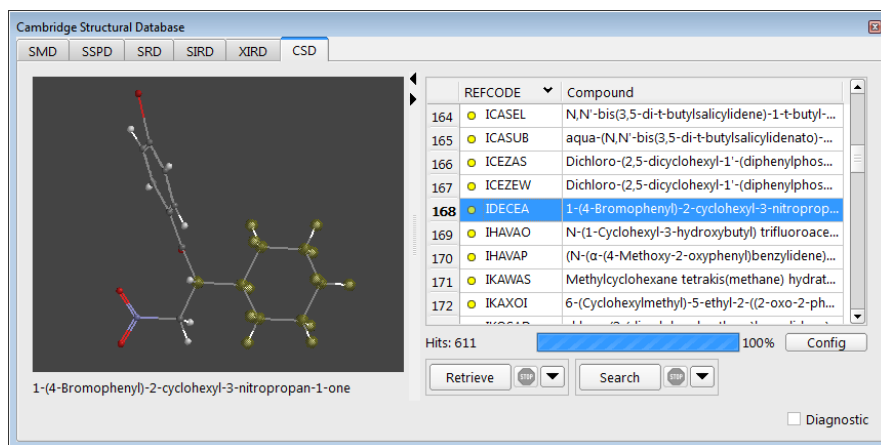 Cambridge Structural Database
SMD SSPD SRD SIRD XIRD CSD
REFCODE Compound
164 ICASEL N,N'-bis(3,5-di-t-butylsalicylidene)-1-t-butyl-...
165 ICASUB aqua-(N,N'-bis(3,5-di-t-butylsalicylidenato)-...
166 ICEZAS Dichloro-(2,5-dicyclohexyl-1'-(diphenylphos...
167 ICEZEW Dichloro-(2,5-dicyclohexyl-1'-(diphenylphos...
168 IDECEA 1-(4-Bromophenyl)-2-cyclohexyl-3-nitroprop...
169 IHAVAO N-(1-Cyclohexyl-3-hydroxybutyl) trifluoroace...
170 IHAVAP (N-(α-(4-Methoxy-2-oxyphenyl)benzylidene)...
171 IKAWAS Methylcyclohexane tetrakis(methane) hydrat...
172 IKAXOI 6-(Cyclohexylmethyl)-5-ethyl-2-((2-oxo-2-ph...
Hits: 611 100% Config
Retrieve STOP Search STOP
1-(4-Bromophenyl)-2-cyclohexyl-3-nitropropan-1-one
Diagnostic